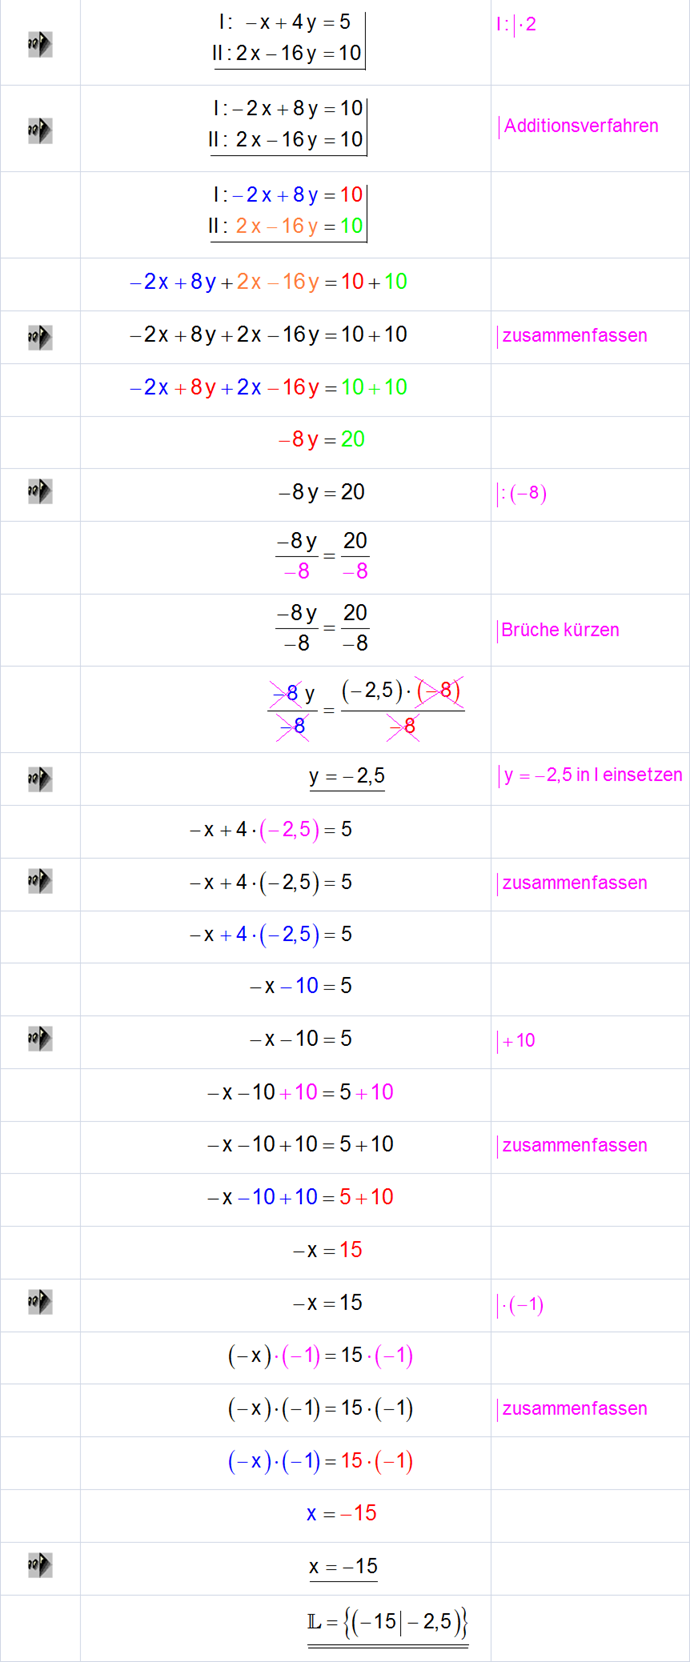 I: −x + 4y = 5 I: |·2
II: 2x − 16y = 10
I: −2x + 8y = 10
II: 2x − 16y = 10 |Additionsverfahren
I: −2x + 8y = 10
II: 2x − 16y = 10
−2x + 8y + 2x − 16y = 10 + 10
−2x + 8y + 2x − 16y = 10 + 10 |zusammenfassen
−2x + 8y + 2x − 16y = 10 + 10
−8y = 20
−8y = 20 |:(−8)
−8y/−8 = 20/−8
−8y/−8 = 20/−8 |Brüche kürzen
−8y/−8 = (−2,5)·(−8)/−8
y = −2,5 |y = −2,5 in I einsetzen
−x + 4·(−2,5) = 5
−x + 4·(−2,5) = 5 |zusammenfassen
−x + 4·(−2,5) = 5
−x − 10 = 5
−x − 10 = 5 |+10
−x − 10 + 10 = 5 + 10
−x − 10 + 10 = 5 + 10 |zusammenfassen
−x − 10 + 10 = 5 + 10
−x = 15
−x = 15 |·(−1)
(−x)·(−1) = 15·(−1)
(−x)·(−1) = 15·(−1) |zusammenfassen
(−x)·(−1) = 15·(−1)
x = −15
x = −15
𝕃 = {(−15|−2,5)}